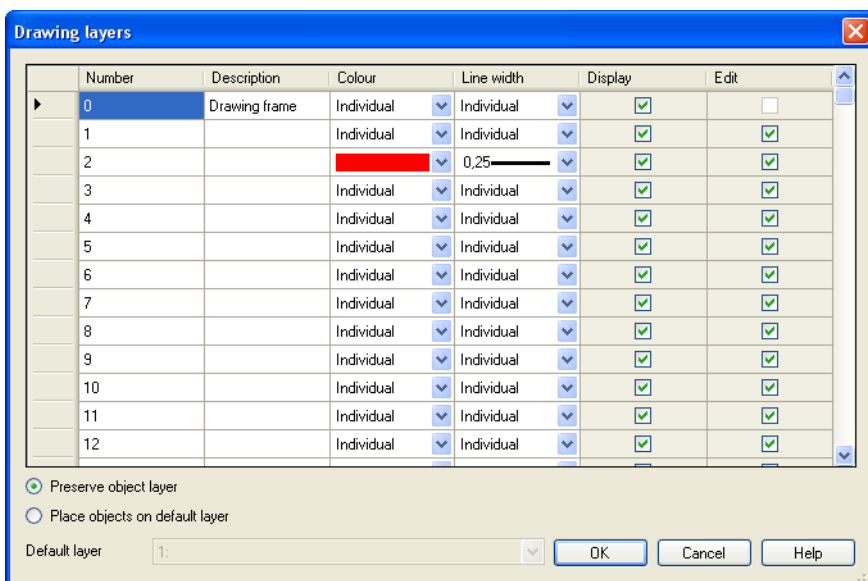 Drawing layers
Number Description Colour Line width Display Edit
0 Drawing frame Individual Individual
1 Individual Individual
2 0,25
3 Individual Individual
4 Individual Individual
5 Individual Individual
6 Individual Individual
7 Individual Individual
8 Individual Individual
9 Individual Individual
10 Individual Individual
11 Individual Individual
12 Individual Individual
Preserve object layer
Place objects on default layer
Default layer 1: OK Cancel Help